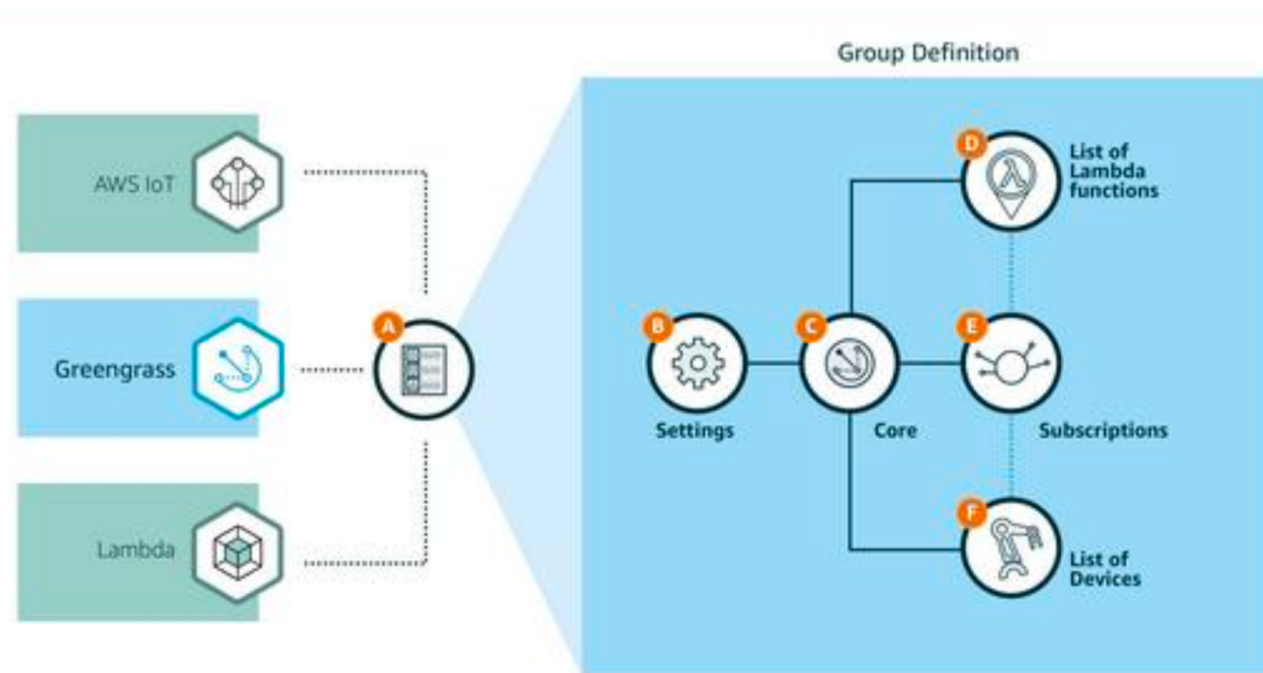 Group Definition
AWS IoT
Greengrass
Lambda
A
B
Settings
C
Core
D
List of
Lambda
functions
E
Subscriptions
F
List of
Devices